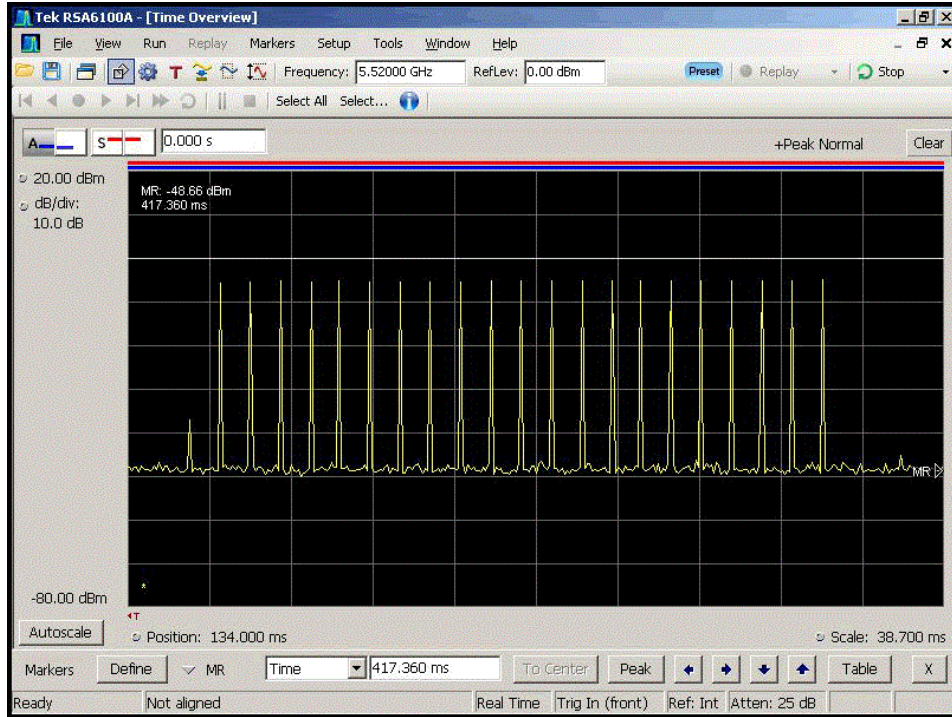 Tek RSA6100A - [Time Overview]
File View Run Replay Markers Setup Tools Window Help
Frequency: 5.52000 GHz RefLev: 0.00 dBm Preset Replay Stop
Select All Select...
A S 0.000 s +Peak Normal Clear
20.00 dBm
dB/div:
10.0 dB
MR: -48.66 dBm
417.360 ms
MR
-80.00 dBm
T
Autoscale Position: 134.000 ms Scale: 38.700 ms
Markers Define MR Time 417.360 ms To Center Peak Table X
Ready Not aligned Real Time Trig In (front) Ref: Int Atten: 25 dB